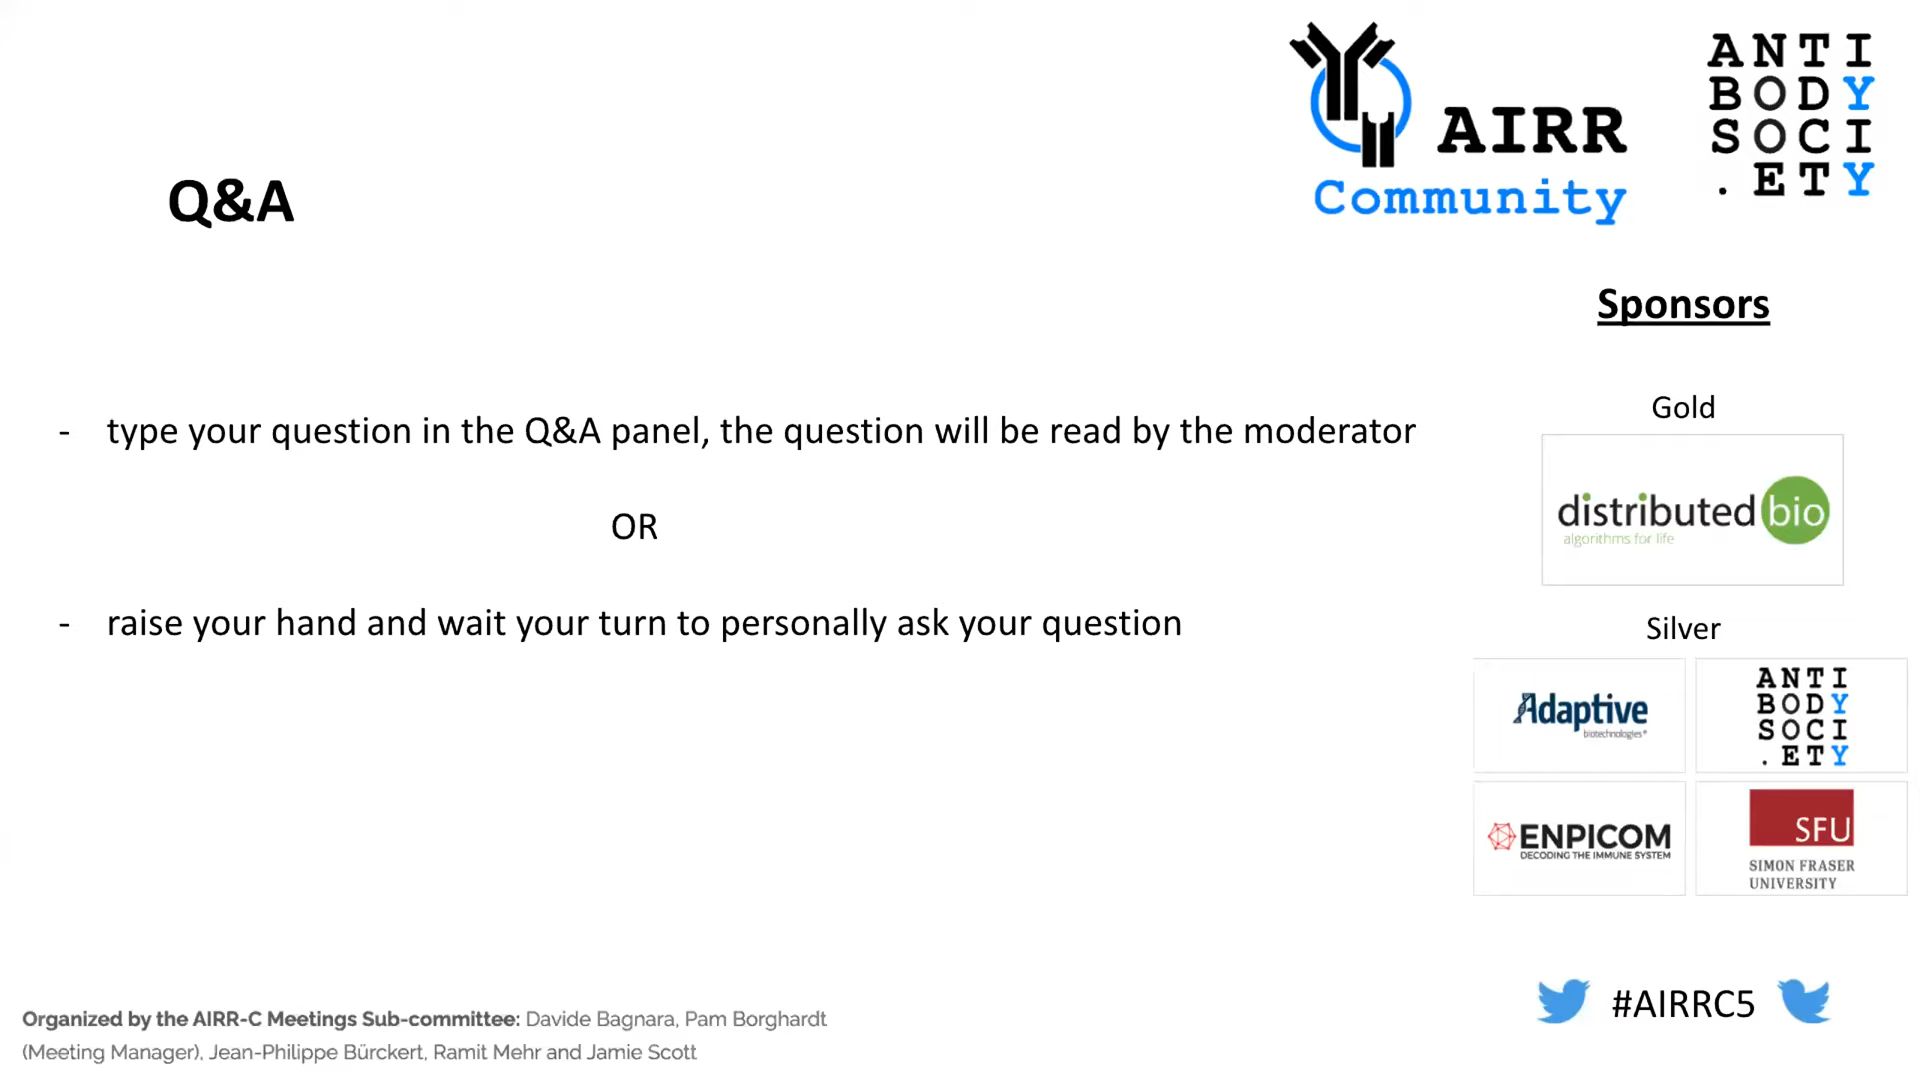 AIRR
Community
ANTI
BODY
SOCI
.ETY
Q&A
Sponsors
Gold
distributed bio
algorithms for life
- type your question in the Q&A panel, the question will be read by the moderator
OR
- raise your hand and wait your turn to personally ask your question
Silver
Adaptive
biotechnologies®
ANTI
BODY
SOCI
.ETY
ENPICOM
DECODING THE IMMUNE SYSTEM
SFU
SIMON FRASER
UNIVERSITY
#AIRRC5
Organized by the AIRR-C Meetings Sub-committee: Davide Bagnara, Pam Borghardt
(Meeting Manager), Jean-Philippe Bürckert, Ramit Mehr and Jamie Scott